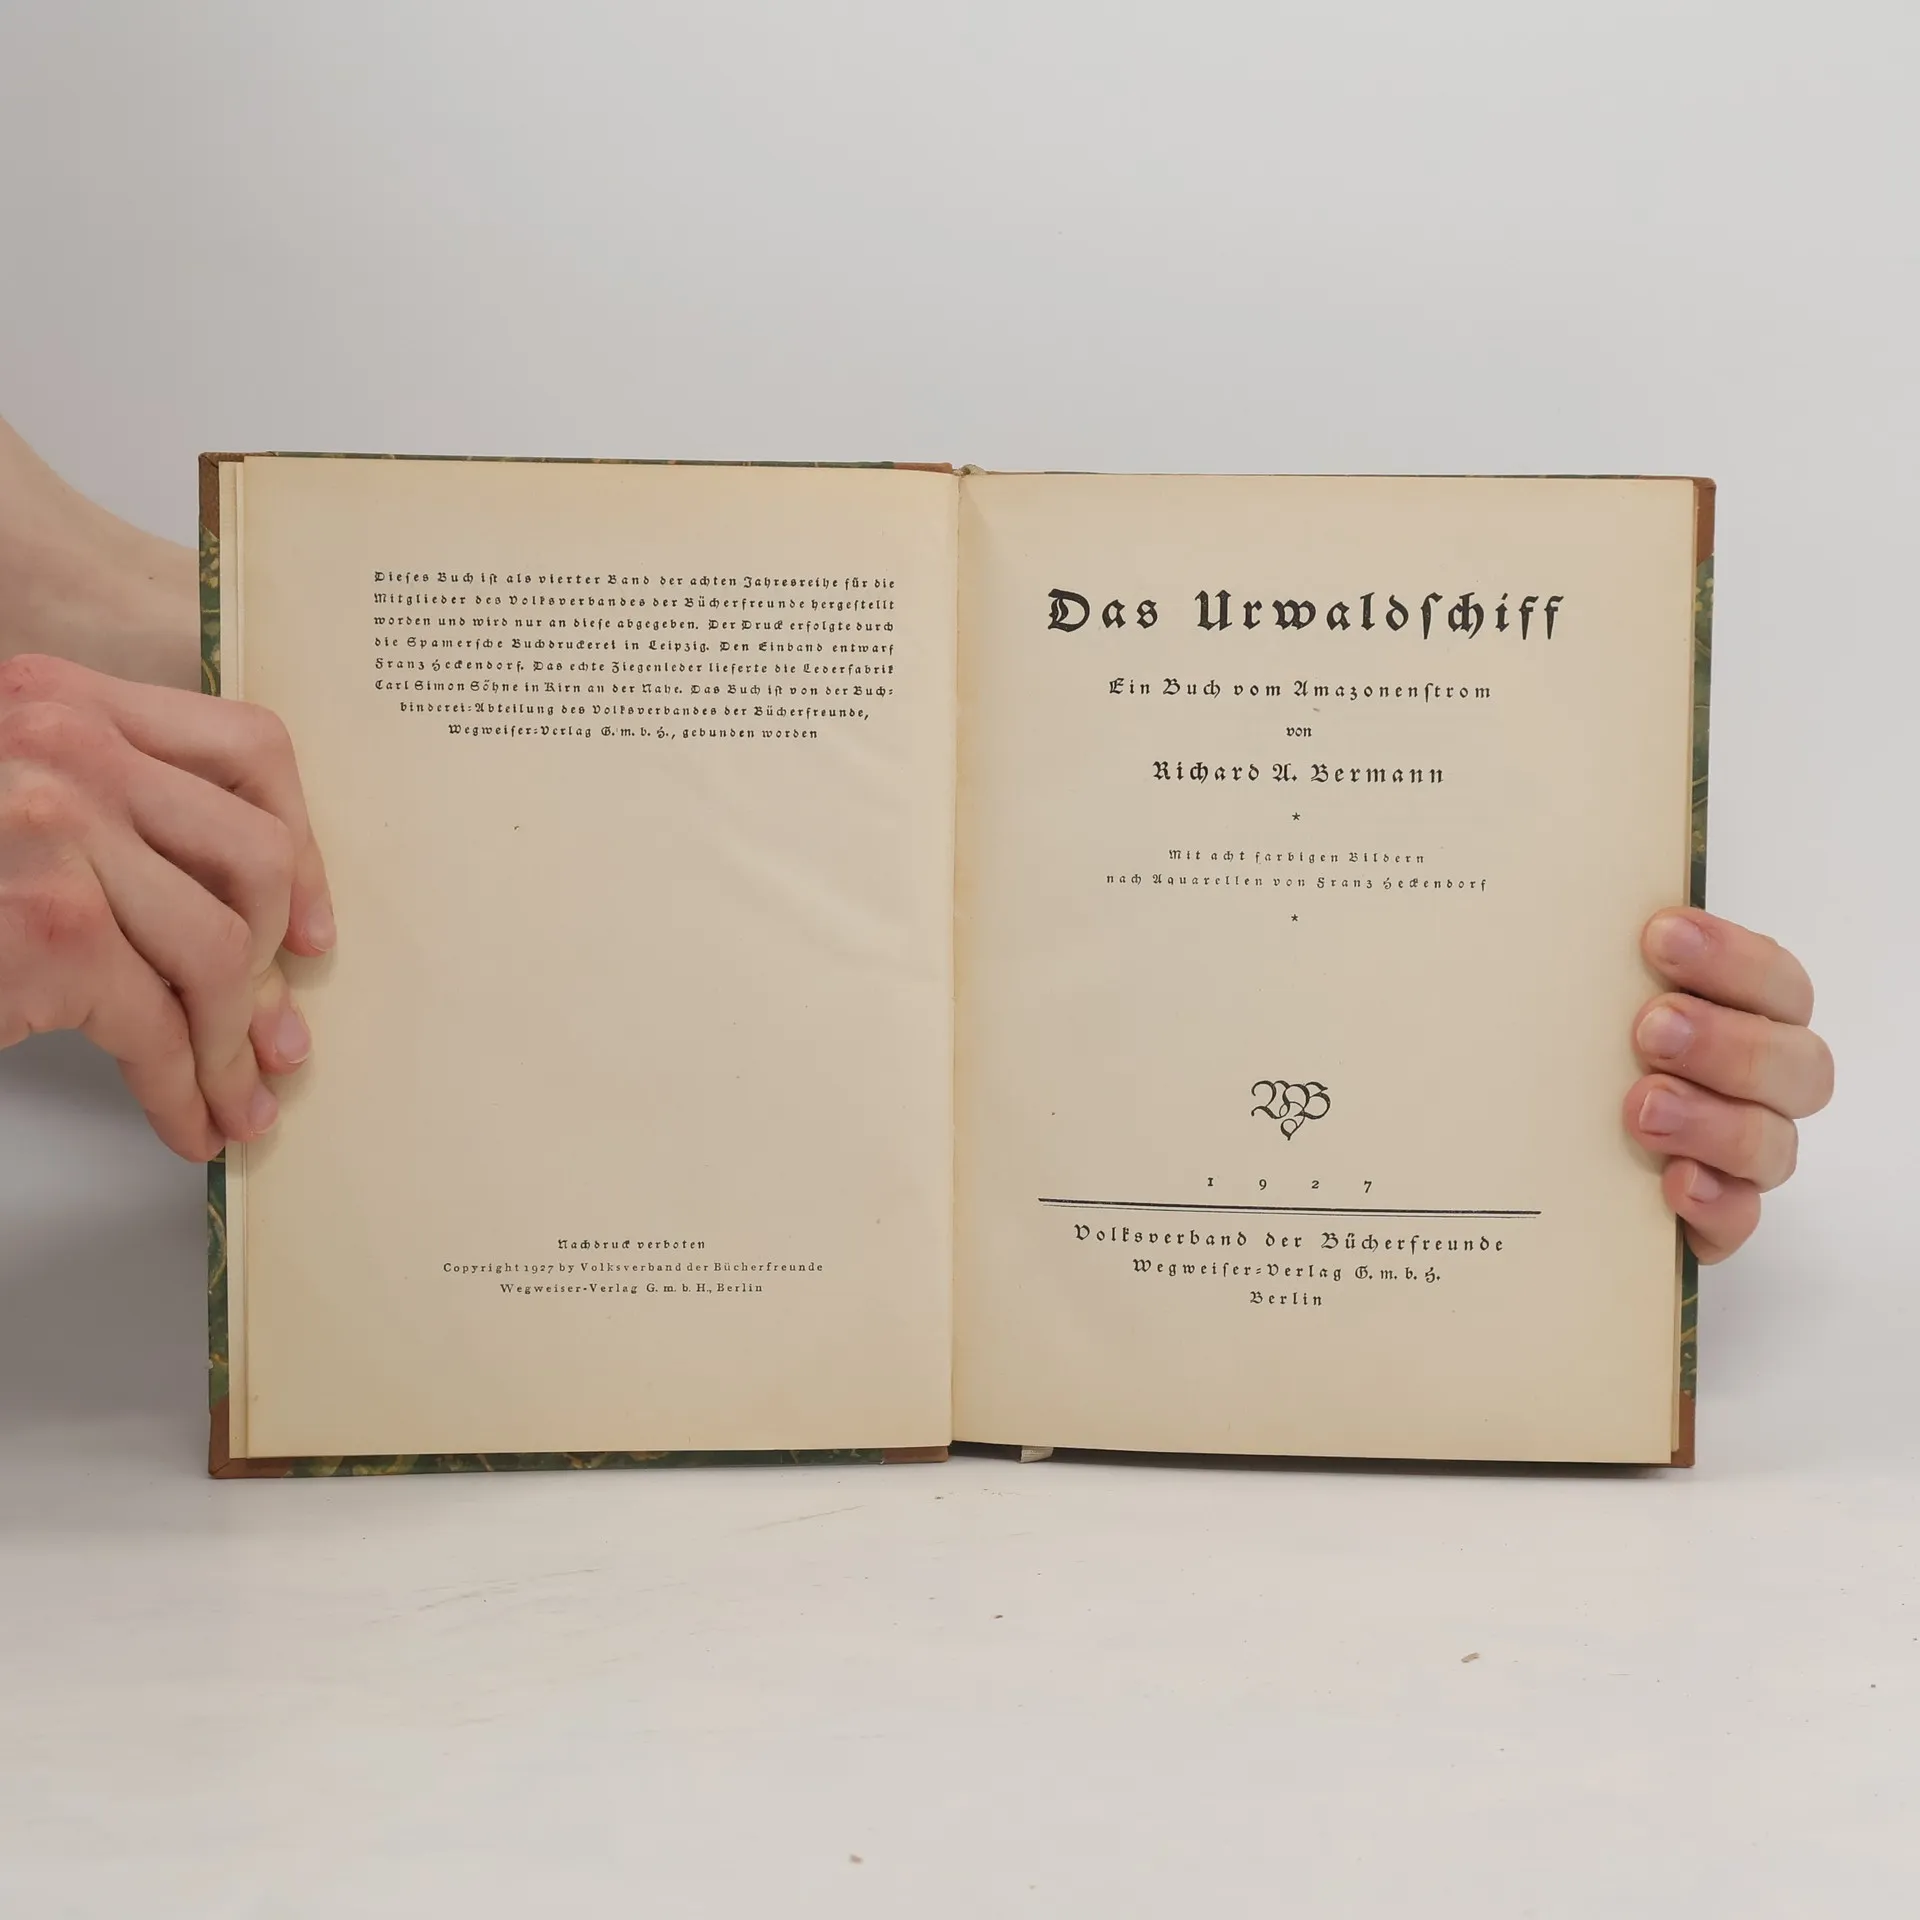 Dieſes Buch iſt als vierter Band der achten Jahresreihe für die
Mitglieder des Volksverbandes der Bücherfreunde hergeſtellt
worden und wird nur an dieſe abgegeben. Der Druck erfolgte durch
die Spamerſche Buchdruckerei in Leipzig. Den Einband entwarf
Franz Heckendorf. Das echte Ziegenleder lieferte die Lederfabrik
Carl Simon Söhne in Kirn an der Nahe. Das Buch iſt von der Buch⸗
binderei⸗Abteilung des Volksverbandes der Bücherfreunde,
Wegweiſer⸗Verlag G. m. b. H., gebunden worden
Nachdruck verboten
Copyright 1927 by Volksverband der Bücherfreunde
Wegweiser-Verlag G. m. b. H., Berlin
Das Urwaldſchiff
Ein Buch vom Amazonenſtrom
von
Richard A. Bermann
*
Mit acht farbigen Bildern
nach Aquarellen von Franz Heckendorf
*
VB
1927
Volksverband der Bücherfreunde
Wegweiſer⸗Verlag G. m. b. H.
Berlin